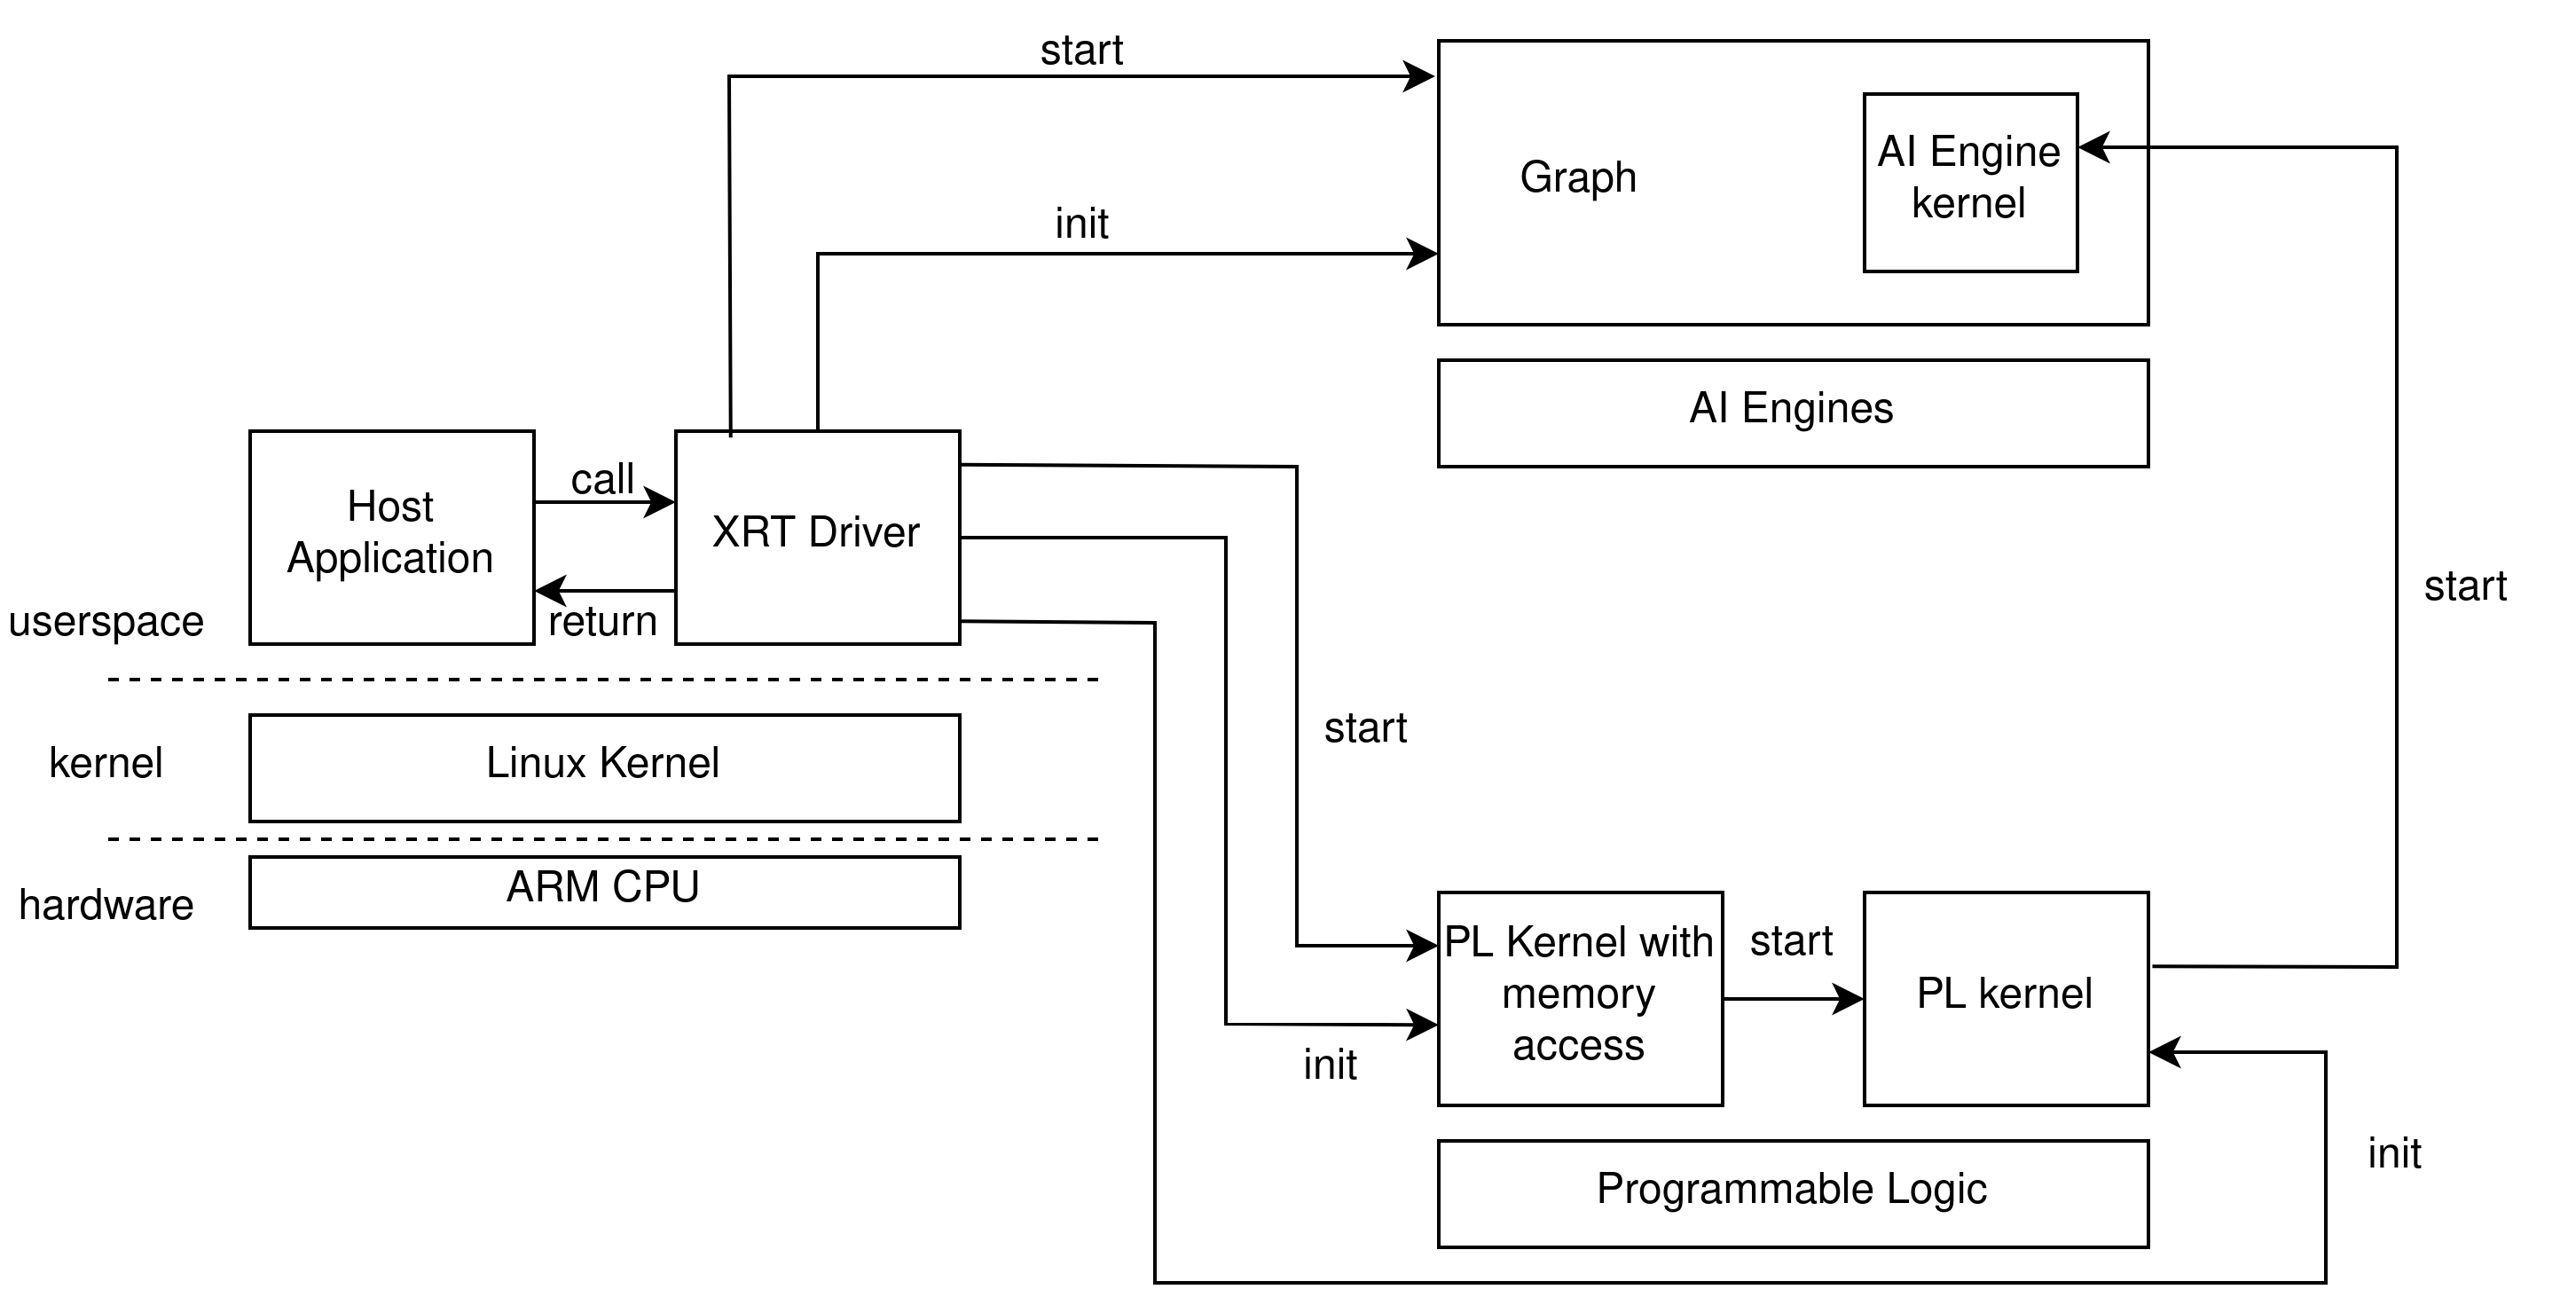 start
Graph
AI Engine
kernel
init
AI Engines
Host
Application
call
return
XRT Driver
userspace
start
start
kernel
Linux Kernel
hardware
ARM CPU
PL Kernel with
memory
access
start
PL kernel
init
init
Programmable Logic